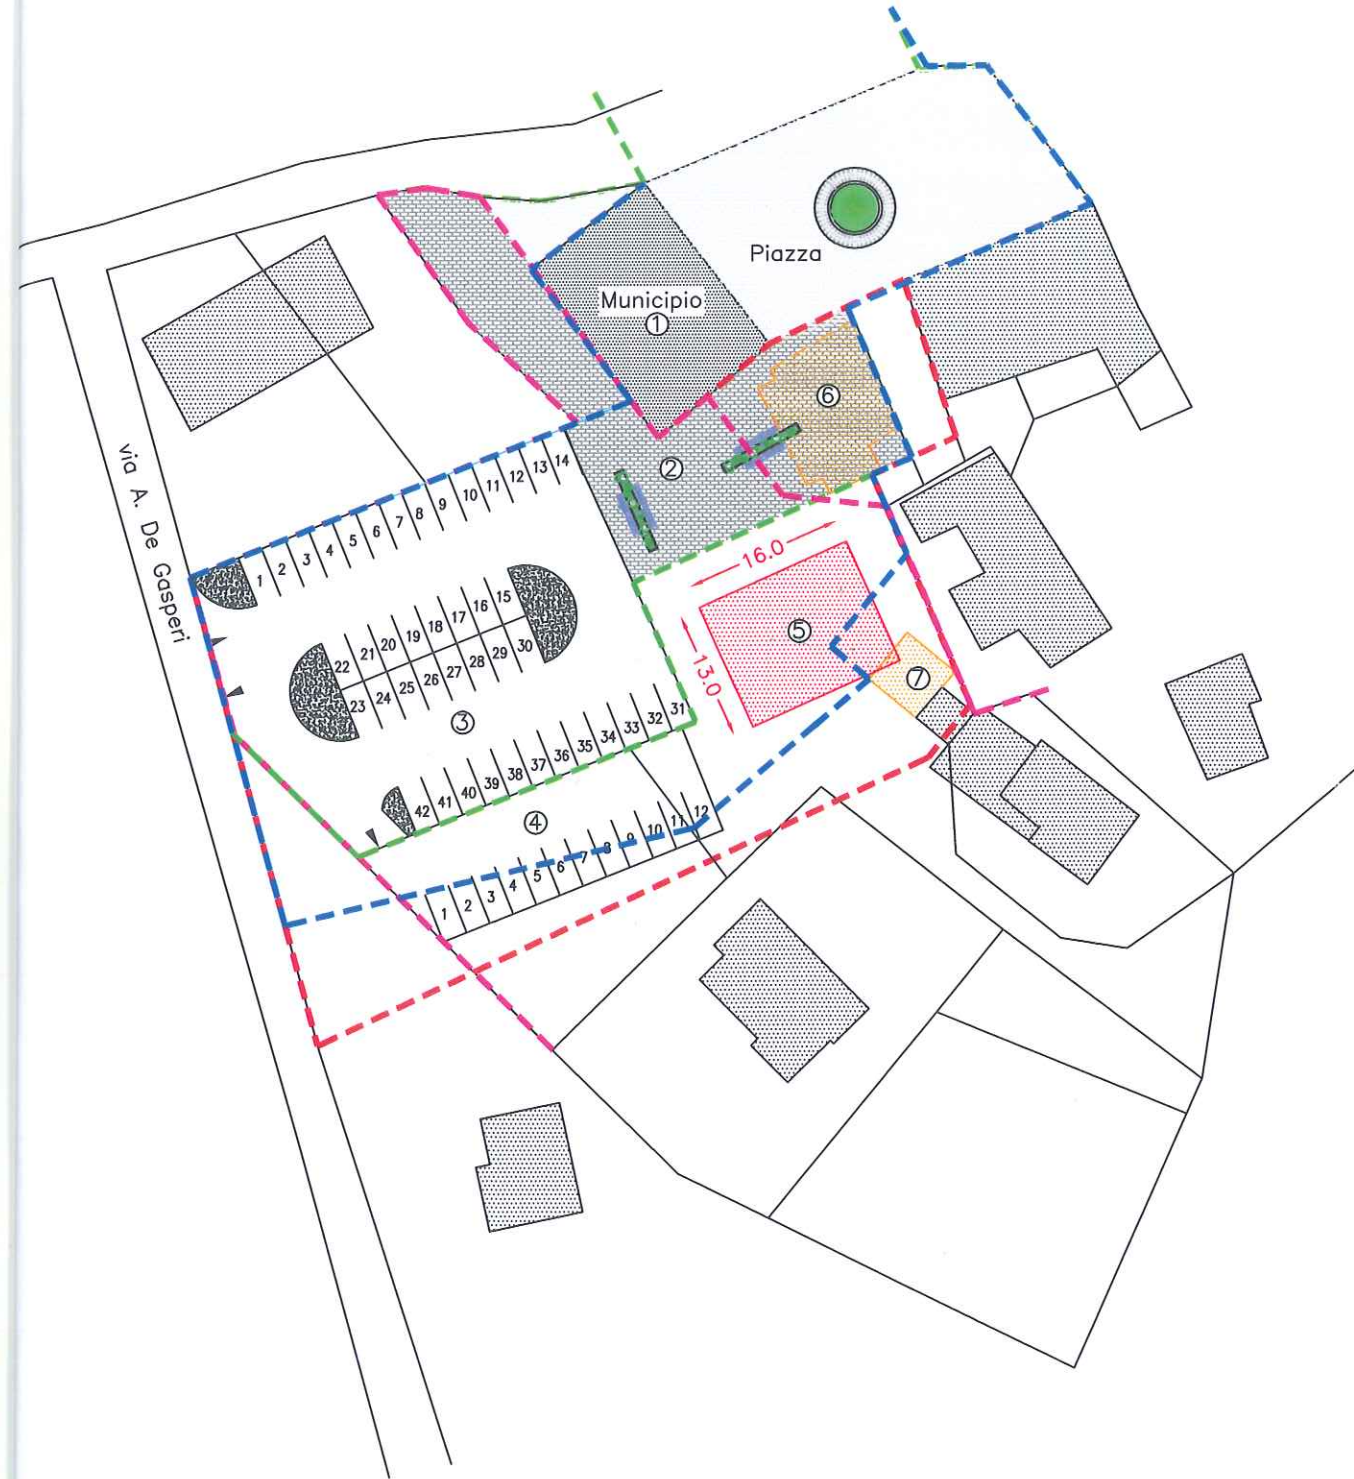 Piazza
Municipio
①
⑥
②
via A. De Gasperi
1 2 3 4 5 6 7 8 9 10 11 12 13 14
16.0
⑤
13.0
⑦
22 21 20 19 18 17 16 15
23 24 25 26 27 28 29 30
③
42 41 40 39 38 37 36 35 34 33 32 31
④
1 2 3 4 5 6 7 8 9 10 11 12